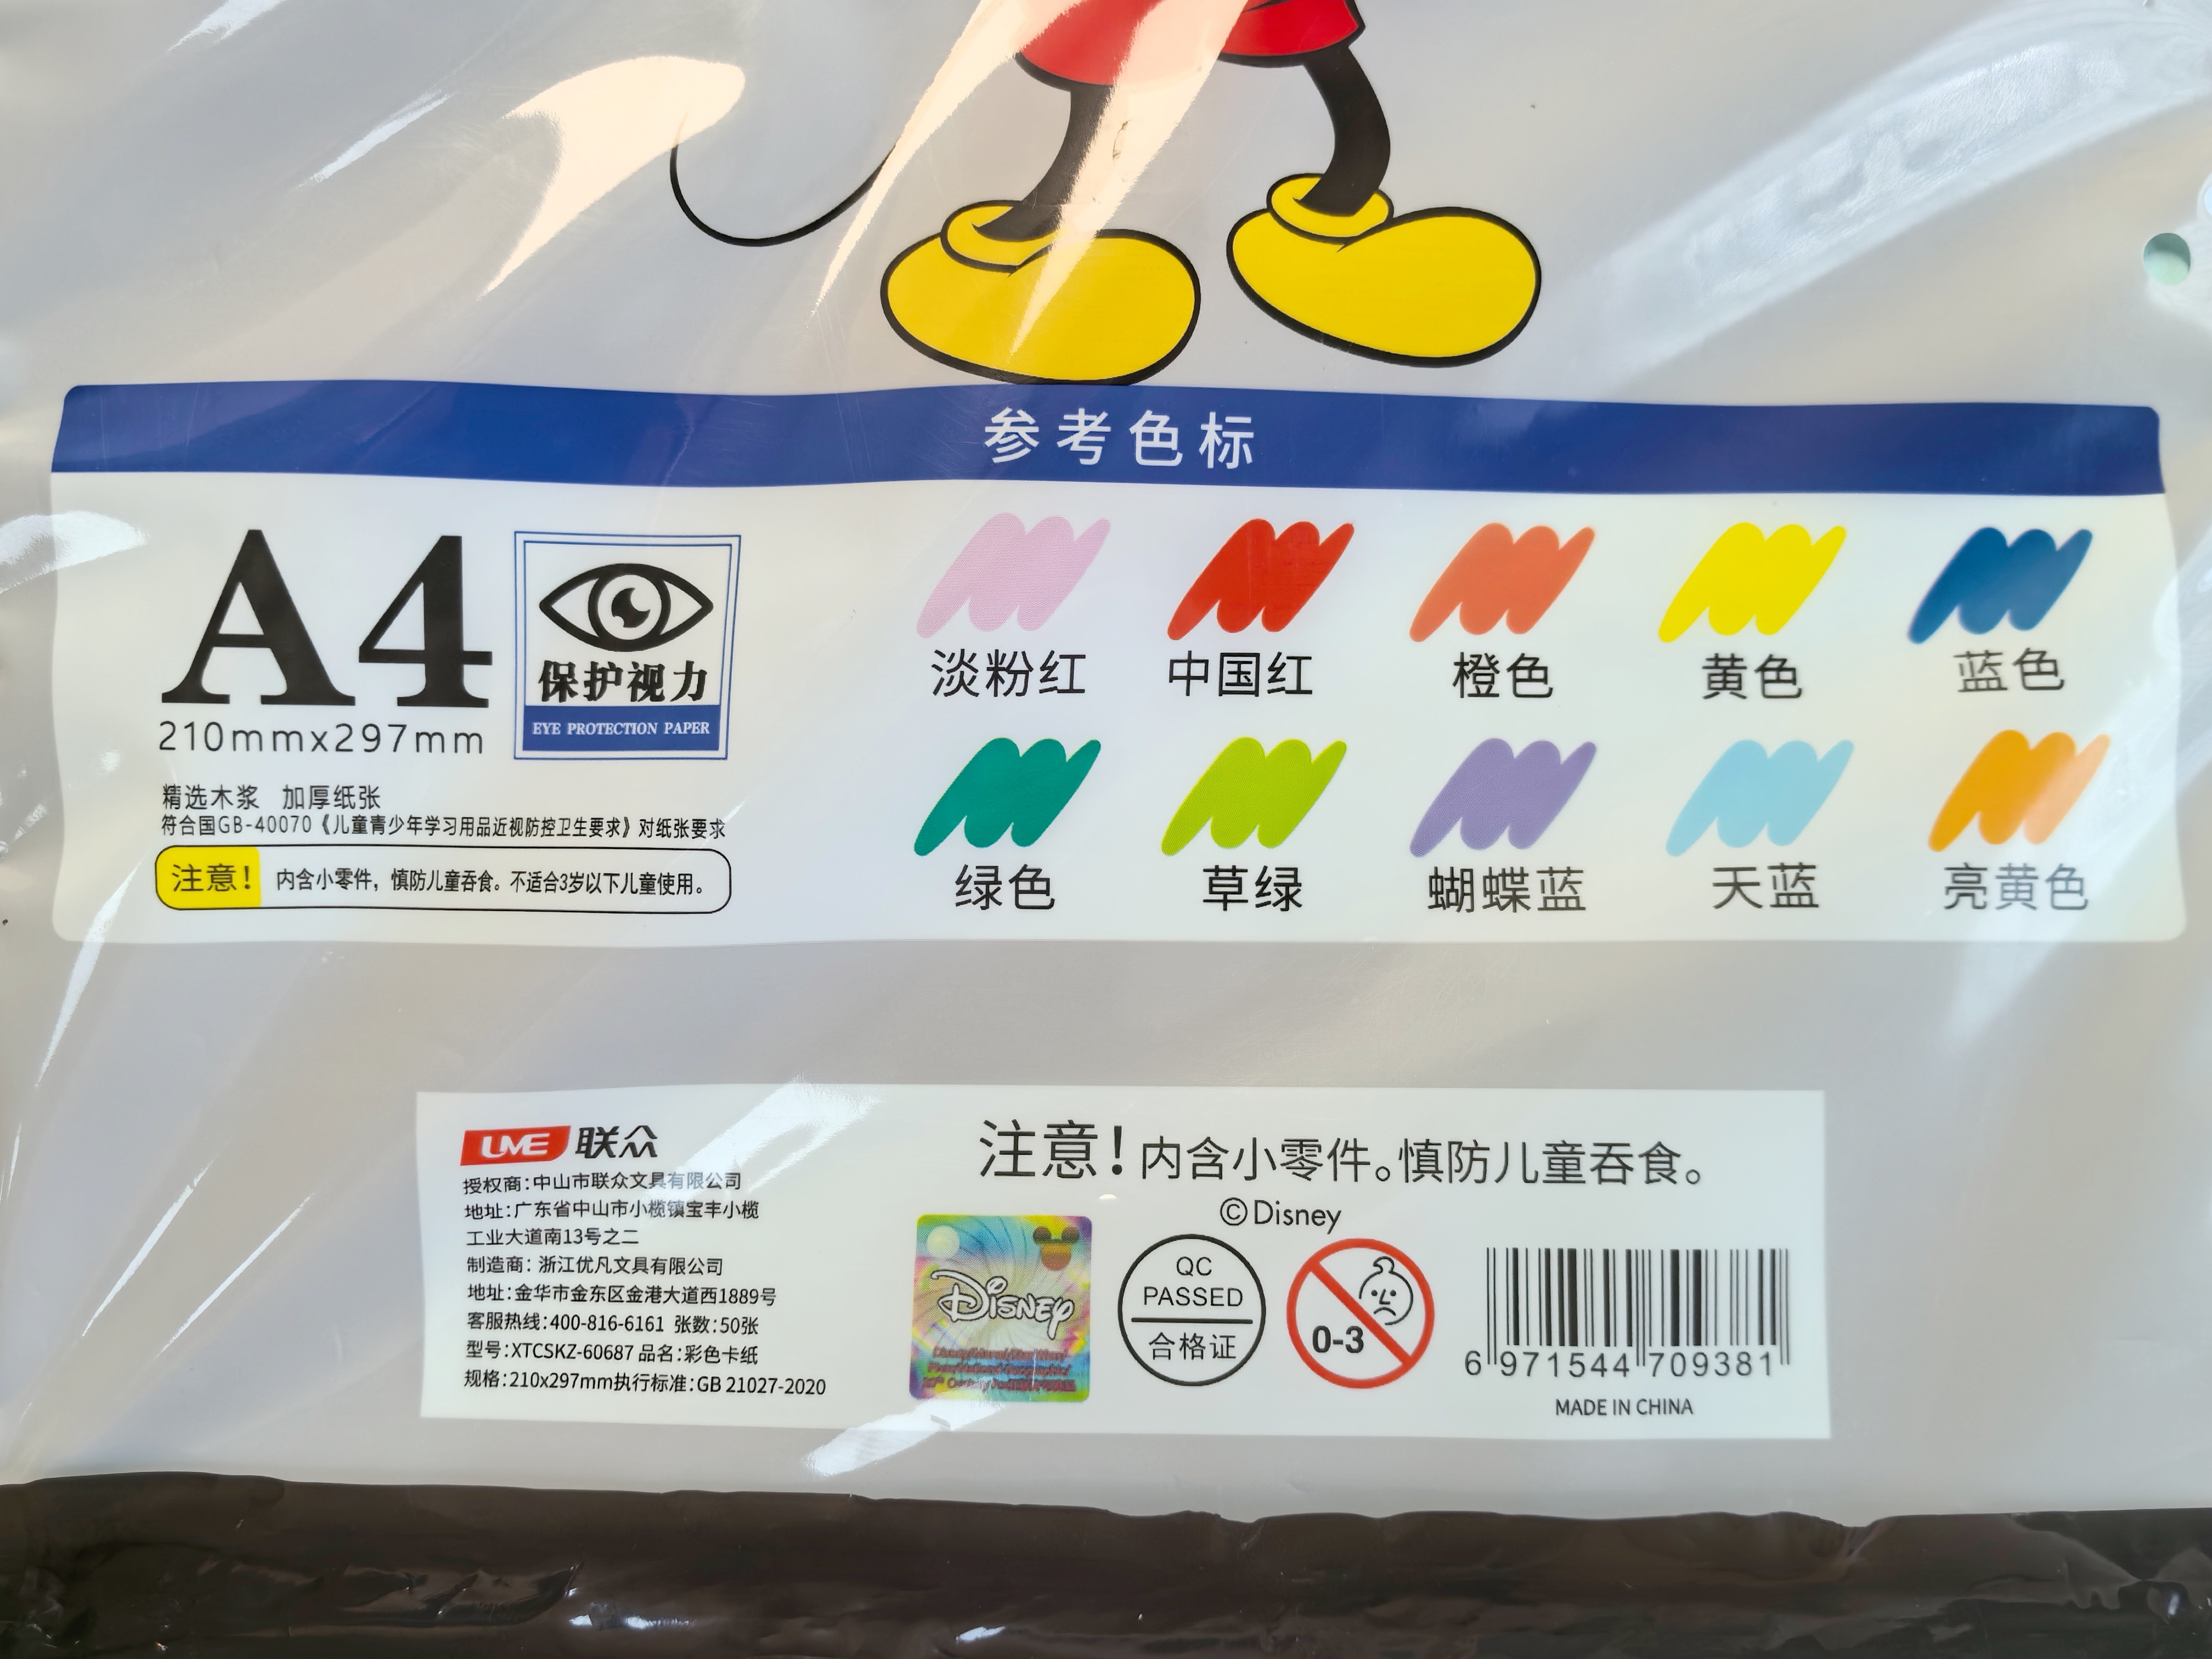 参考色标
A4
210mmx297mm
保护视力
EYE PROTECTION PAPER
精选木浆 加厚纸张
符合国GB-40070《儿童青少年学习用品近视防控卫生要求》对纸张要求
注意! 内含小零件，慎防儿童吞食。不适合3岁以下儿童使用。
淡粉红 中国红 橙色 黄色 蓝色
绿色 草绿 蝴蝶蓝 天蓝 亮黄色
UME 联众
授权商:中山市联众文具有限公司
地址:广东省中山市小榄镇宝丰小榄
工业大道南13号之二
制造商: 浙江优凡文具有限公司
地址:金华市金东区金港大道西1889号
客服热线:400-816-6161 张数:50张
型号:XTCSKZ-60687 品名:彩色卡纸
规格:210x297mm执行标准:GB 21027-2020
注意!内含小零件。慎防儿童吞食。
©Disney
Disney
QC
PASSED
合格证
0-3
6 971544 709381
MADE IN CHINA